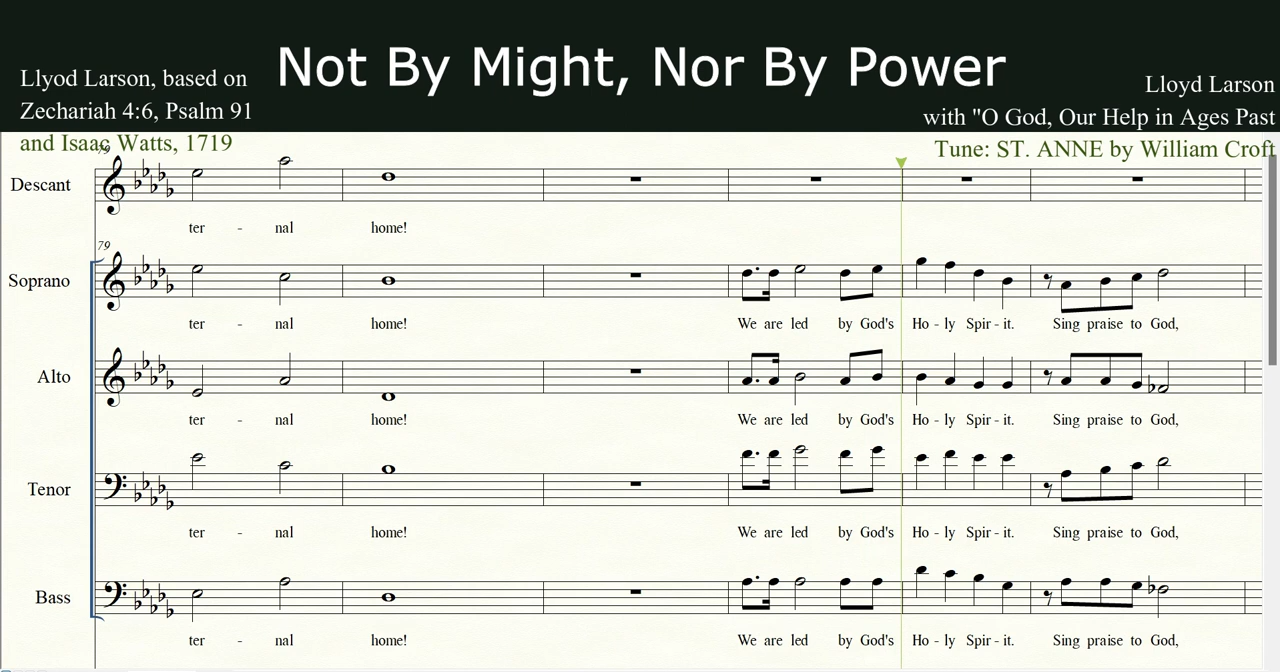 Not By Might, Nor By Power
Llyod Larson, based on
Zechariah 4:6, Psalm 91
and Isaac Watts, 1719
Lloyd Larson
with "O God, Our Help in Ages Past
Tune: ST. ANNE by William Croft
79
Descant
ter - nal home!
79
Soprano
ter - nal home! We are led by God's Ho - ly Spir - it. Sing praise to God,
Alto
ter - nal home! We are led by God's Ho - ly Spir - it. Sing praise to God,
Tenor
ter - nal home! We are led by God's Ho - ly Spir - it. Sing praise to God,
Bass
ter - nal home! We are led by God's Ho - ly Spir - it. Sing praise to God,